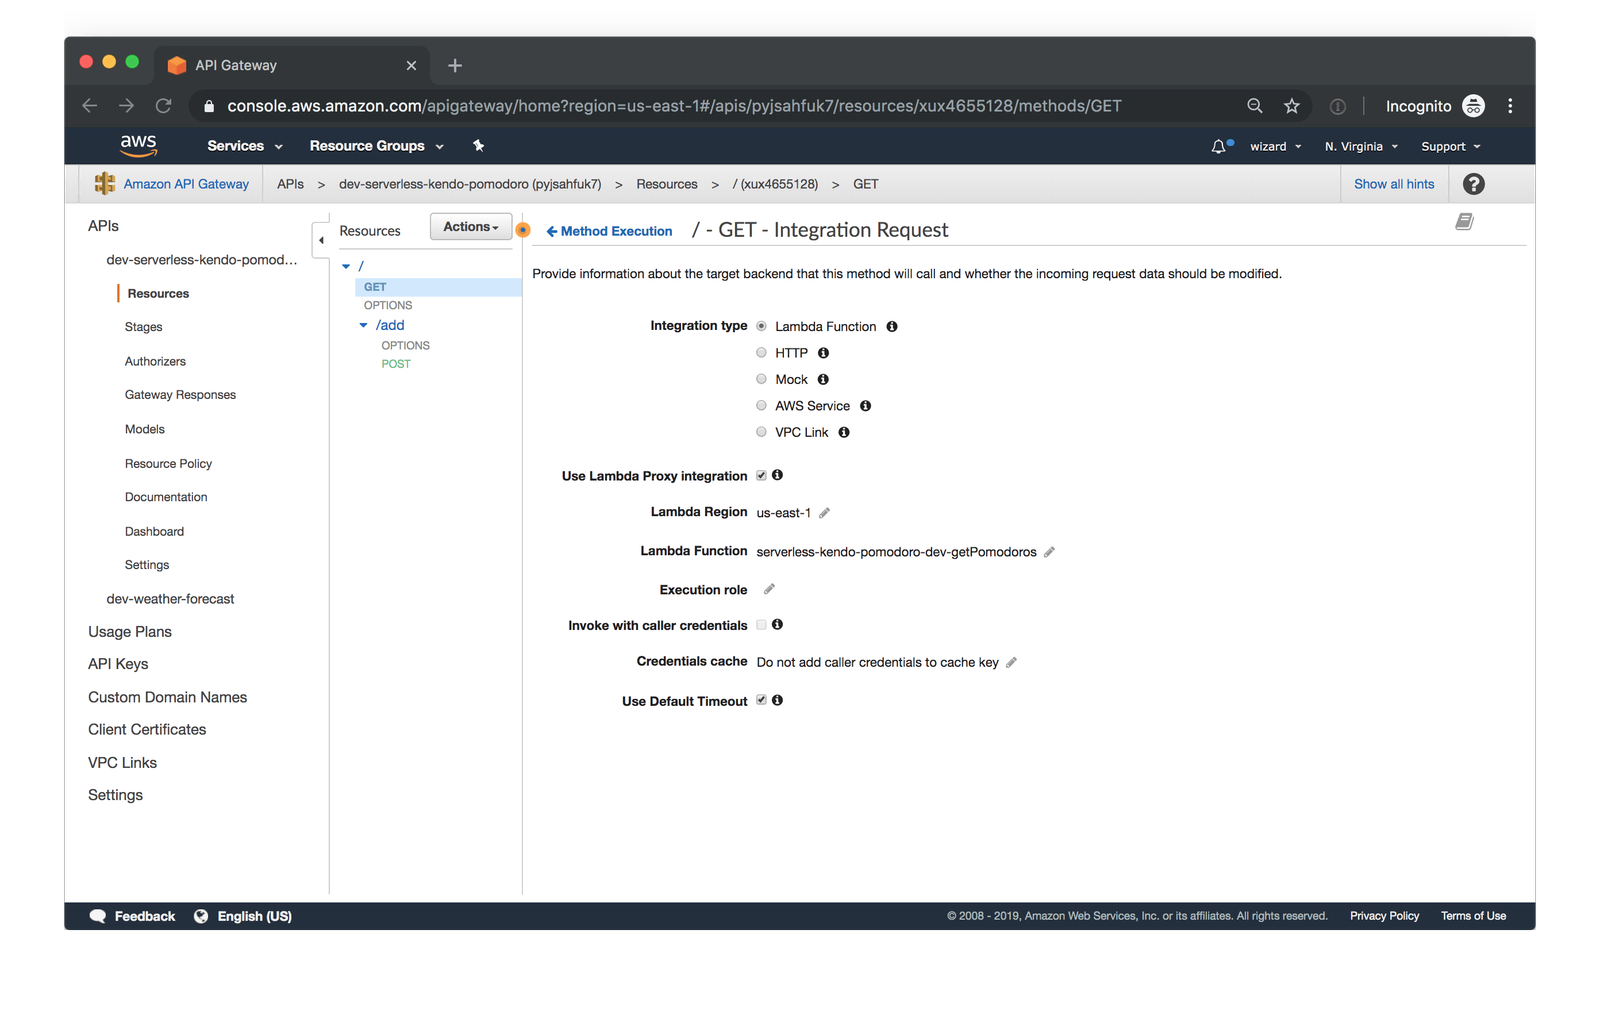 API Gateway
console.aws.amazon.com/apigateway/home?region=us-east-1#/apis/pyjsahfuk7/resources/xux4655128/methods/GET
Incognito
aws
Services
Resource Groups
wizard
N. Virginia
Support
Amazon API Gateway
APIs > dev-serverless-kendo-pomodoro (pyjsahfuk7) > Resources > / (xux4655128) > GET
Show all hints
APIs
dev-serverless-kendo-pomod...
Resources
Stages
Authorizers
Gateway Responses
Models
Resource Policy
Documentation
Dashboard
Settings
dev-weather-forecast
Usage Plans
API Keys
Custom Domain Names
Client Certificates
VPC Links
Settings
Resources
Actions
/
GET
OPTIONS
/add
OPTIONS
POST
Method Execution
/ - GET - Integration Request
Provide information about the target backend that this method will call and whether the incoming request data should be modified.
Integration type
Lambda Function
HTTP
Mock
AWS Service
VPC Link
Use Lambda Proxy integration
Lambda Region us-east-1
Lambda Function serverless-kendo-pomodoro-dev-getPomodoros
Execution role
Invoke with caller credentials
Credentials cache Do not add caller credentials to cache key
Use Default Timeout
Feedback
English (US)
© 2008 - 2019, Amazon Web Services, Inc. or its affiliates. All rights reserved.
Privacy Policy
Terms of Use